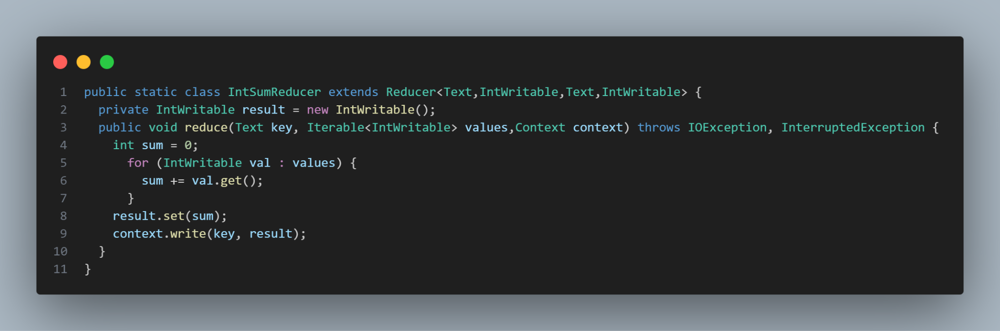 1 public static class IntSumReducer extends Reducer<Text,IntWritable,Text,IntWritable> {
2   private IntWritable result = new IntWritable();
3   public void reduce(Text key, Iterable<IntWritable> values,Context context) throws IOException, InterruptedException {
4     int sum = 0;
5       for (IntWritable val : values) {
6         sum += val.get();
7       }
8     result.set(sum);
9     context.write(key, result);
10   }
11 }